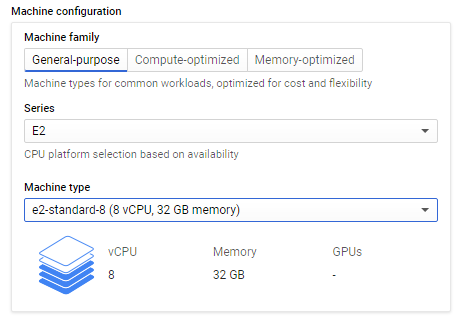 Machine configuration
Machine family
General-purpose Compute-optimized Memory-optimized
Machine types for common workloads, optimized for cost and flexibility
Series
E2
CPU platform selection based on availability
Machine type
e2-standard-8 (8 vCPU, 32 GB memory)
vCPU Memory GPUs
8 32 GB -